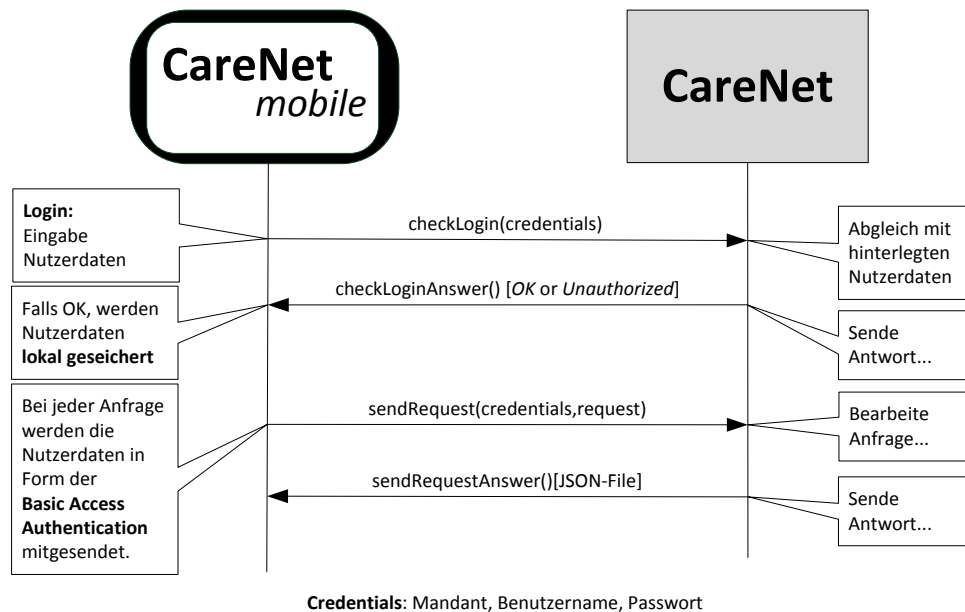 CareNet
mobile
CareNet
Login:
Eingabe
Nutzerdaten
checkLogin(credentials)
Abgleich mit
hinterlegten
Nutzerdaten
checkLoginAnswer() [OK or Unauthorized]
Falls OK, werden
Nutzerdaten
lokal gesichert
Sende
Antwort...
Bei jeder Anfrage
werden die
Nutzerdaten in
Form der
Basic Access
Authentication
mitgesendet.
sendRequest(credentials,request)
Bearbeite
Anfrage...
sendRequestAnswer()[JSON-File]
Sende
Antwort...
Credentials: Mandant, Benutzername, Passwort